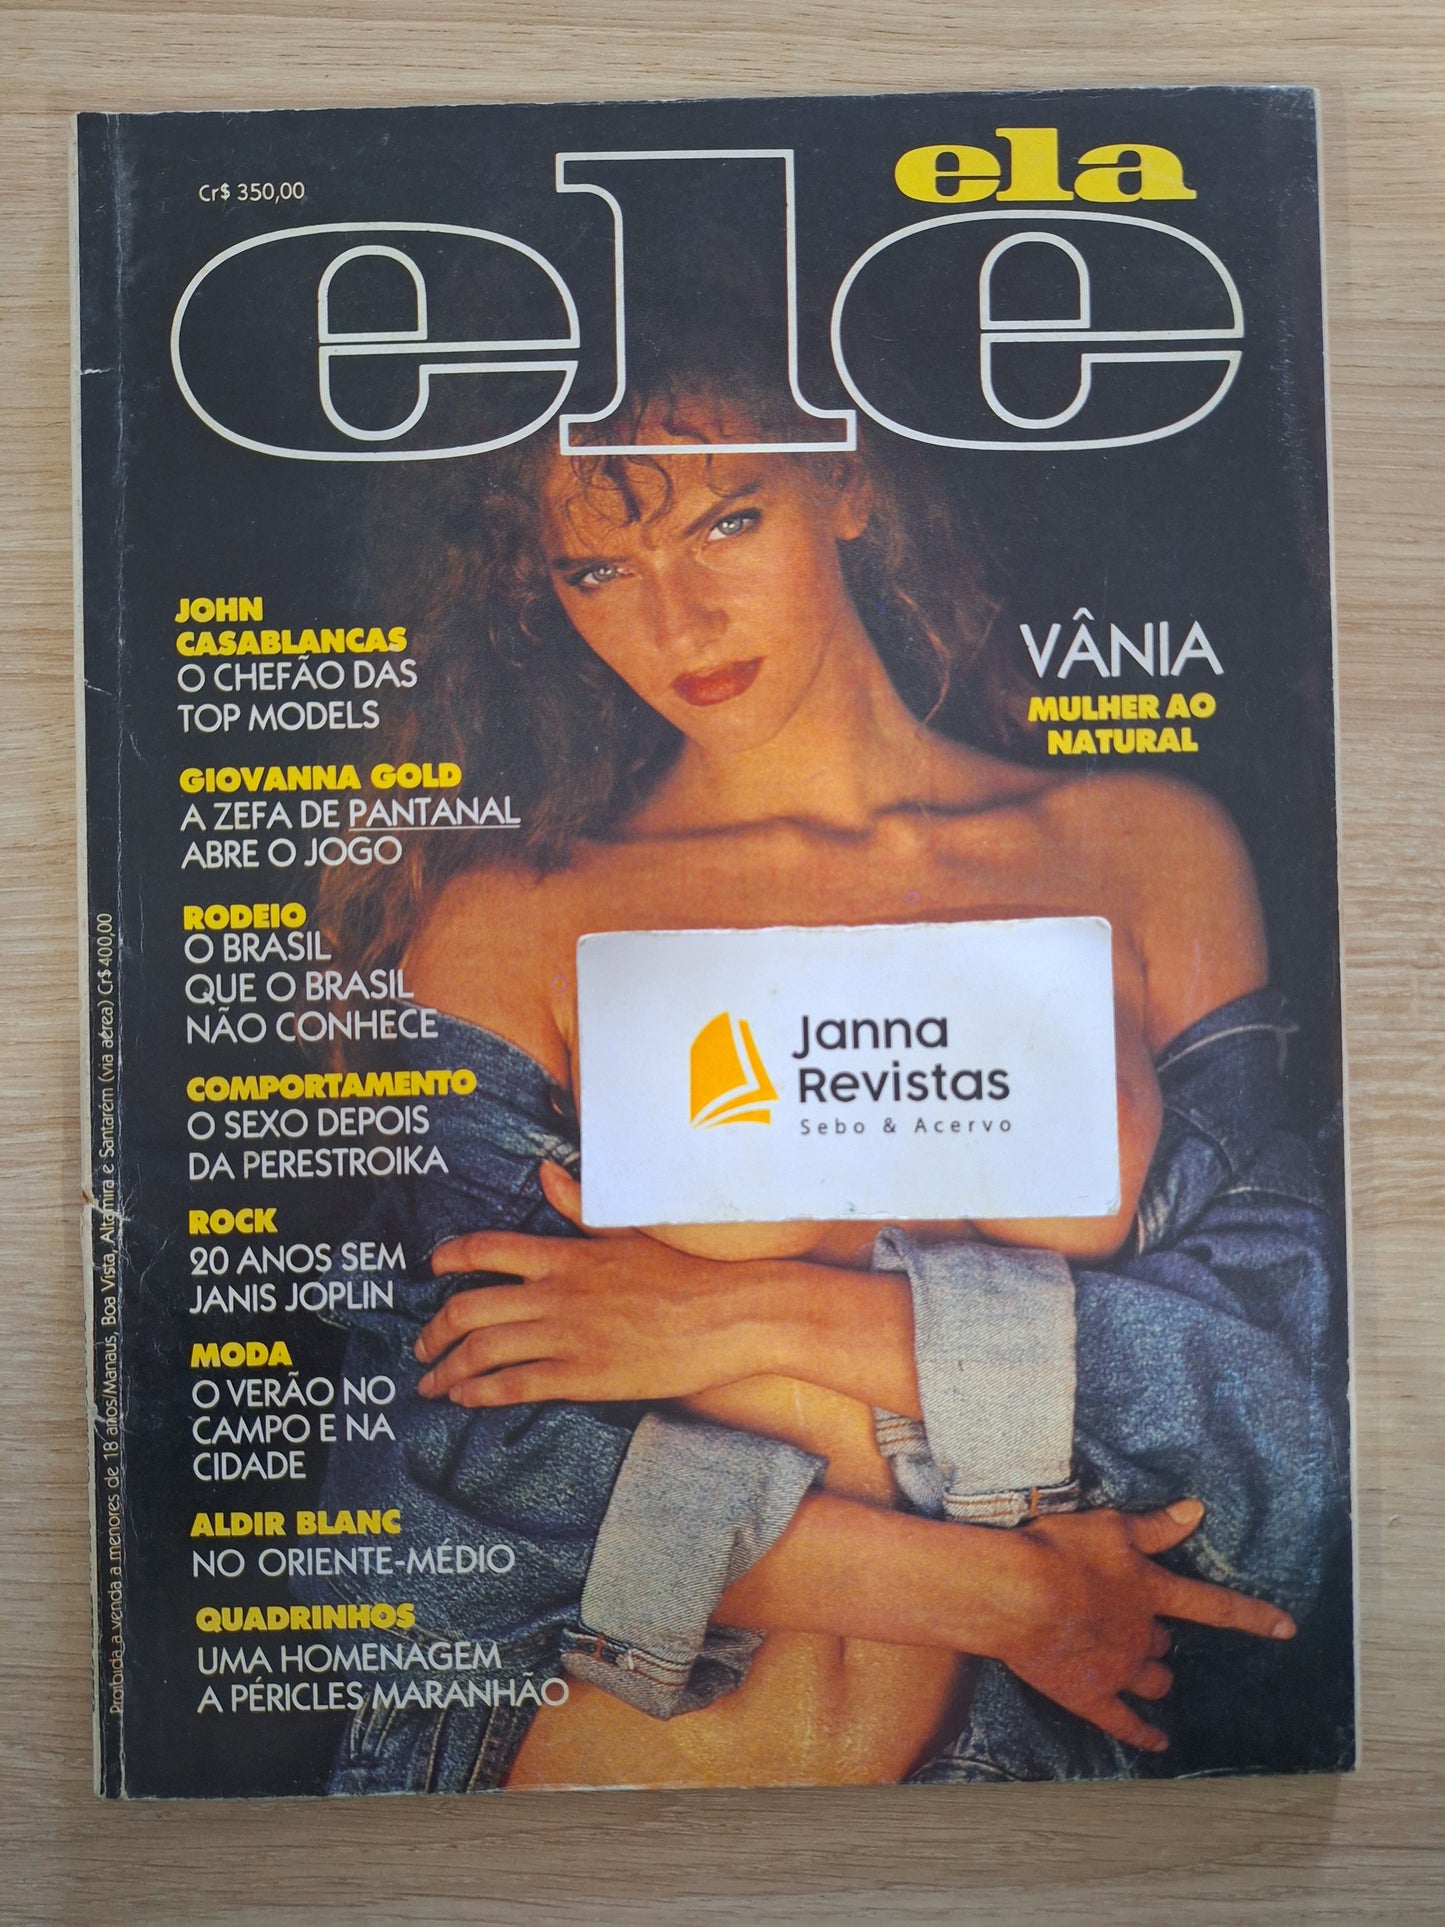 Cr$ 350,00
ela
ele
JOHN
CASABLANCAS
O CHEFÃO DAS
TOP MODELS
GIOVANNA GOLD
A ZEFA DE PANTANAL
ABRE O JOGO
RODEIO
O BRASIL
QUE O BRASIL
NÃO CONHECE
COMPORTAMENTO
O SEXO DEPOIS
DA PERESTROIKA
ROCK
20 ANOS SEM
JANIS JOPLIN
MODA
O VERÃO NO
CAMPO E NA
CIDADE
ALDIR BLANC
NO ORIENTE-MÉDIO
QUADRINHOS
UMA HOMENAGEM
A PÉRICLES MARANHÃO
VÂNIA
MULHER AO
NATURAL
Janna
Revistas
Sebo & Acervo
Proibida a venda a menores de 18 anos/Manaus, Boa Vista, Altamira e Santarém (via aérea) Cr$ 400,00